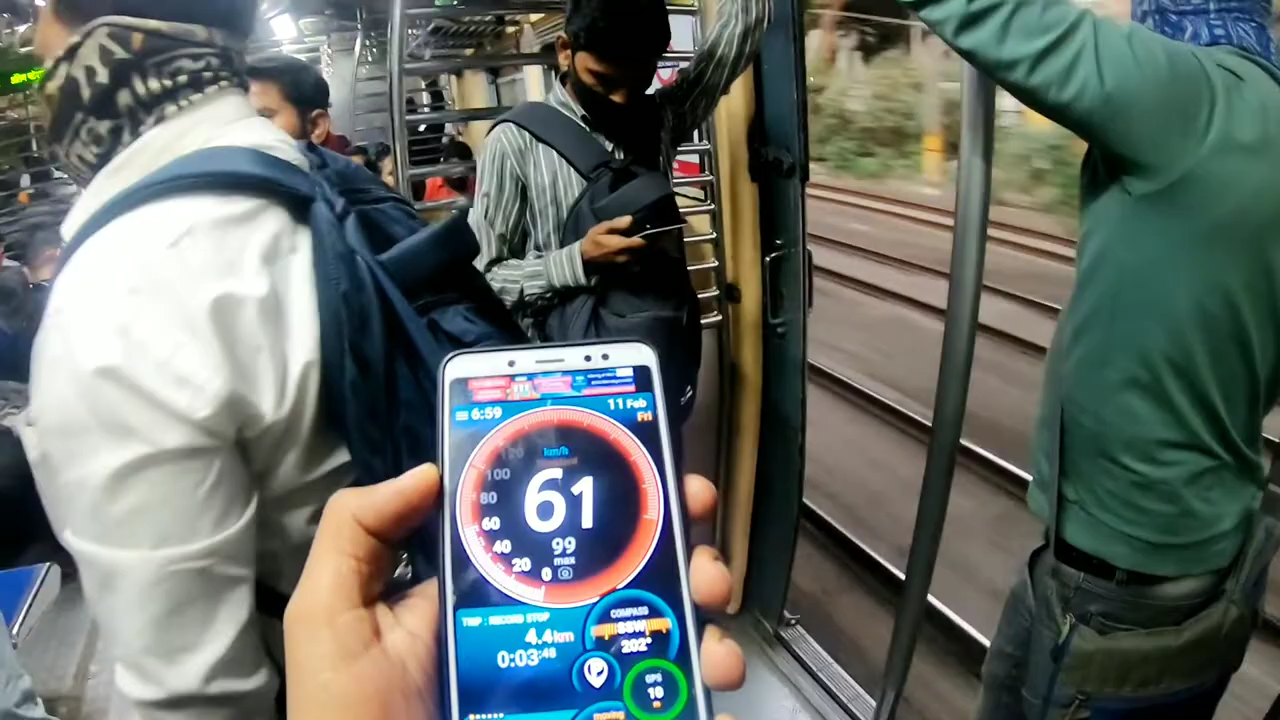 6:59
11 Feb
Fri
120
km/h
100
80
60
40
20
0
61
99
max
TRIP : RECORD STOP
4.4km
0:03:48
COMPASS
SSW
202°
GPS
10
moving